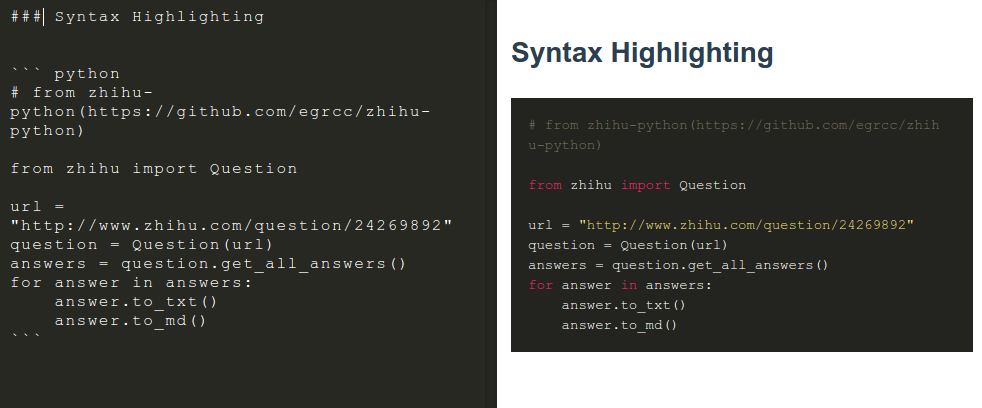 ### Syntax Highlighting
``` python
# from zhihu-
python(https://github.com/egrcc/zhihu-
python)
from zhihu import Question
url =
"http://www.zhihu.com/question/24269892"
question = Question(url)
answers = question.get_all_answers()
for answer in answers:
    answer.to_txt()
    answer.to_md()
```
Syntax Highlighting
# from zhihu-python(https://github.com/egrcc/zhih
u-python)
from zhihu import Question
url = "http://www.zhihu.com/question/24269892"
question = Question(url)
answers = question.get_all_answers()
for answer in answers:
    answer.to_txt()
    answer.to_md()